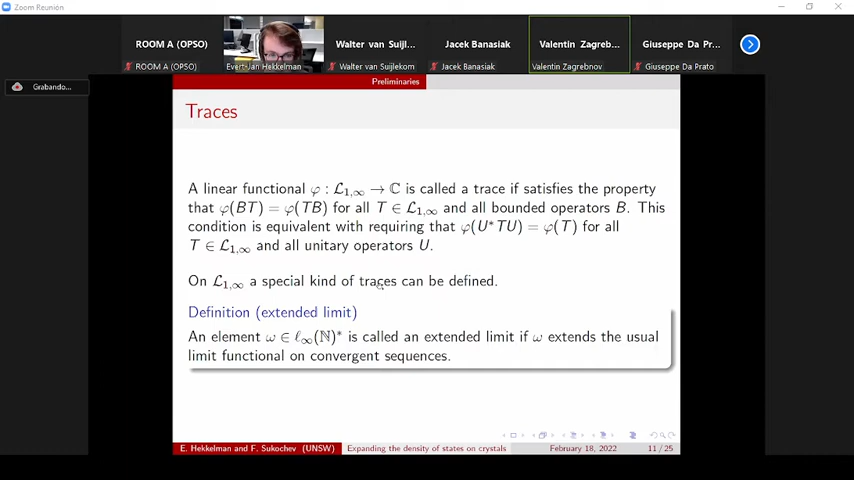 Zoom Reunión
ROOM A (OPSO)
Walter van Suijl...
Jacek Banasiak
Valentin Zagreb...
Giuseppe Da Pr...
ROOM A (OPSO)
Evert-Jan Hekkelman
Walter van Suijlekom
Jacek Banasiak
Valentin Zagrebnov
Giuseppe Da Prato
Grabando...
Preliminaries
Traces
A linear functional φ : ℒ₁,∞ → ℂ is called a trace if satisfies the property
that φ(BT) = φ(TB) for all T ∈ ℒ₁,∞ and all bounded operators B. This
condition is equivalent with requiring that φ(U*TU) = φ(T) for all
T ∈ ℒ₁,∞ and all unitary operators U.
On ℒ₁,∞ a special kind of traces can be defined.
Definition (extended limit)
An element ω ∈ ℓ∞(ℕ)* is called an extended limit if ω extends the usual
limit functional on convergent sequences.
E. Hekkelman and F. Sukochev (UNSW)
Expanding the density of states on crystals
February 18, 2022
11 / 25